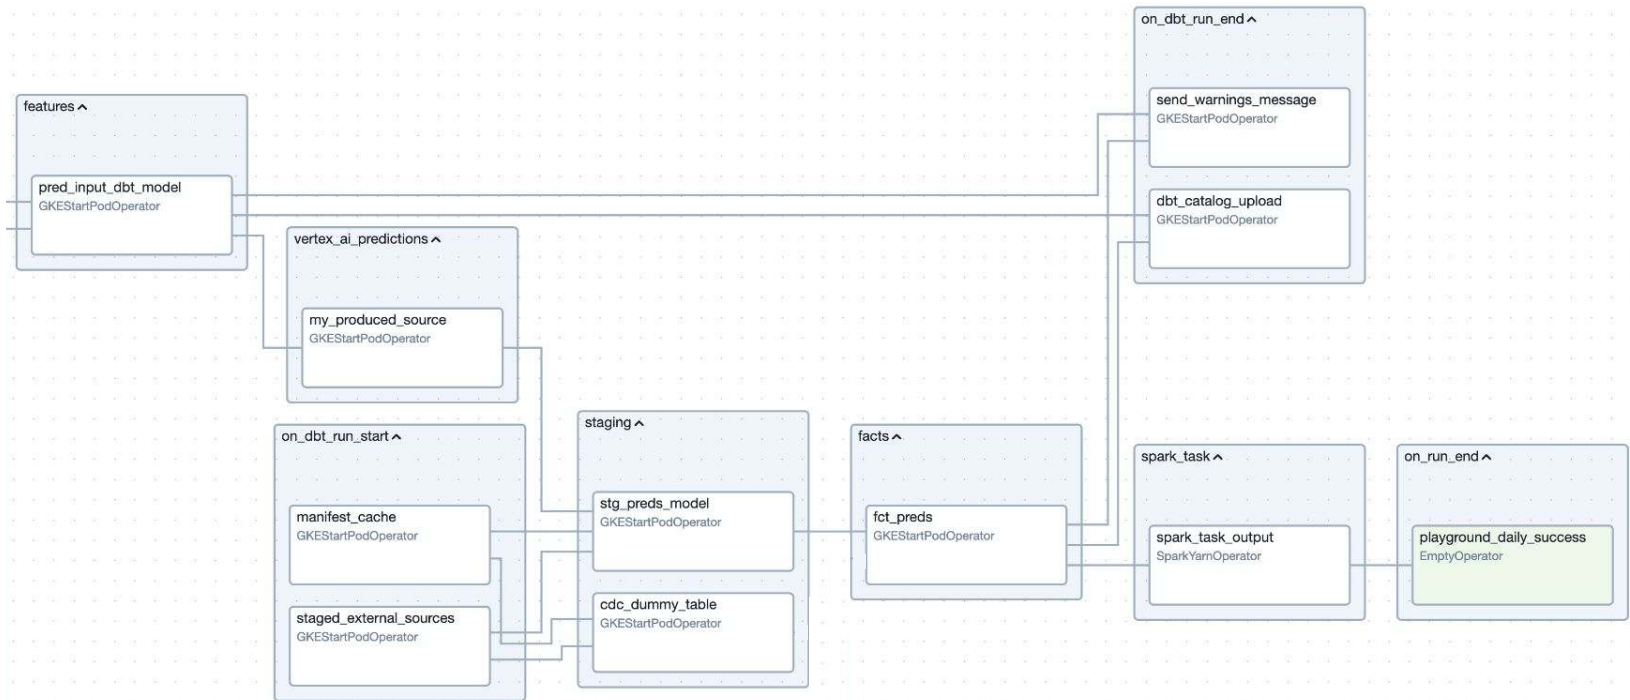 on_dbt_run_end
send_warnings_message
GKEStartPodOperator
dbt_catalog_upload
GKEStartPodOperator
features
pred_input_dbt_model
GKEStartPodOperator
vertex_ai_predictions
my_produced_source
GKEStartPodOperator
on_dbt_run_start
manifest_cache
GKEStartPodOperator
staged_external_sources
GKEStartPodOperator
staging
stg_preds_model
GKEStartPodOperator
cdc_dummy_table
GKEStartPodOperator
facts
fct_preds
GKEStartPodOperator
spark_task
spark_task_output
SparkYarnOperator
on_run_end
playground_daily_success
EmptyOperator